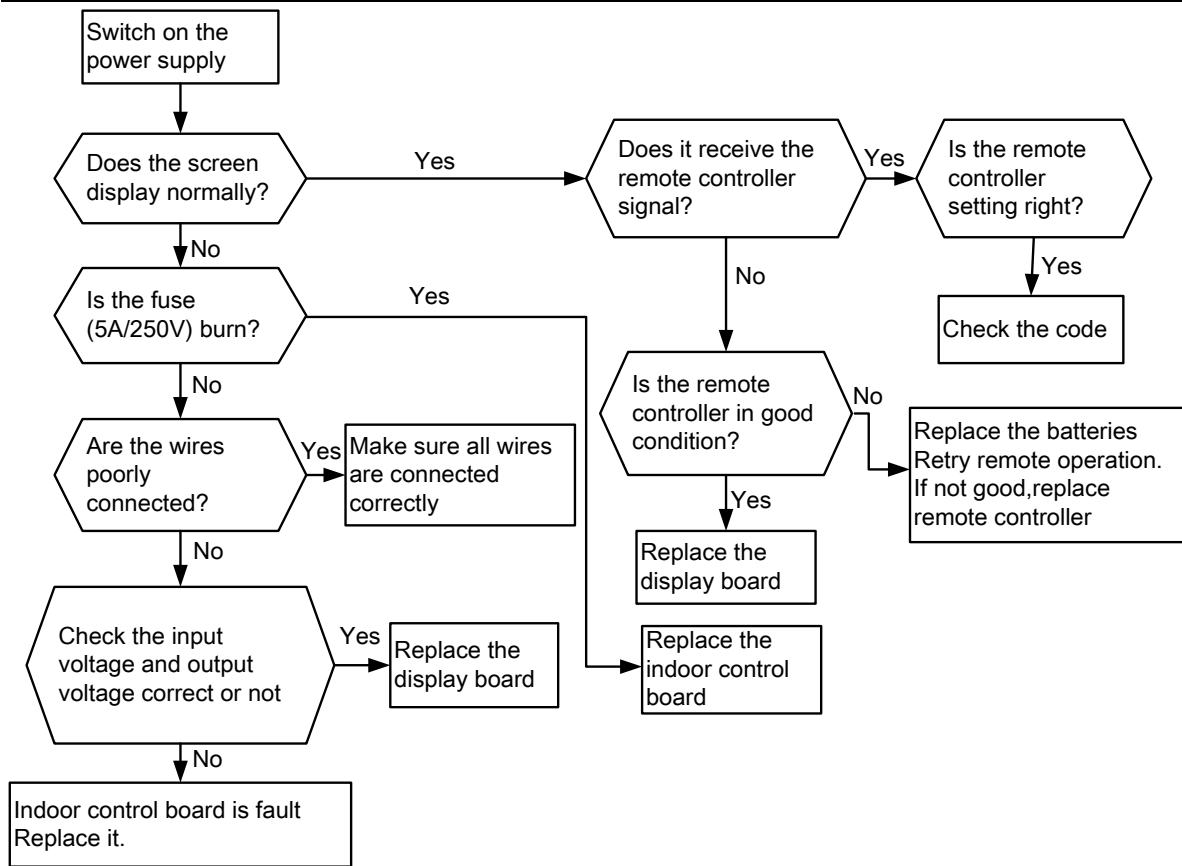 Switch on the
power supply
Does the screen
display normally?
Yes
Does it receive the
remote controller
signal?
Yes
Is the remote
controller
setting right?
No
Yes
No
Yes
Is the fuse
(5A/250V) burn?
Check the code
No
Is the remote
controller in good
condition?
No
Replace the batteries
Retry remote operation.
If not good,replace
remote controller
Are the wires
poorly
connected?
Yes
Make sure all wires
are connected
correctly
Yes
Replace the
display board
No
Check the input
voltage and output
voltage correct or not
Yes
Replace the
display board
Replace the
indoor control
board
No
Indoor control board is fault
Replace it.